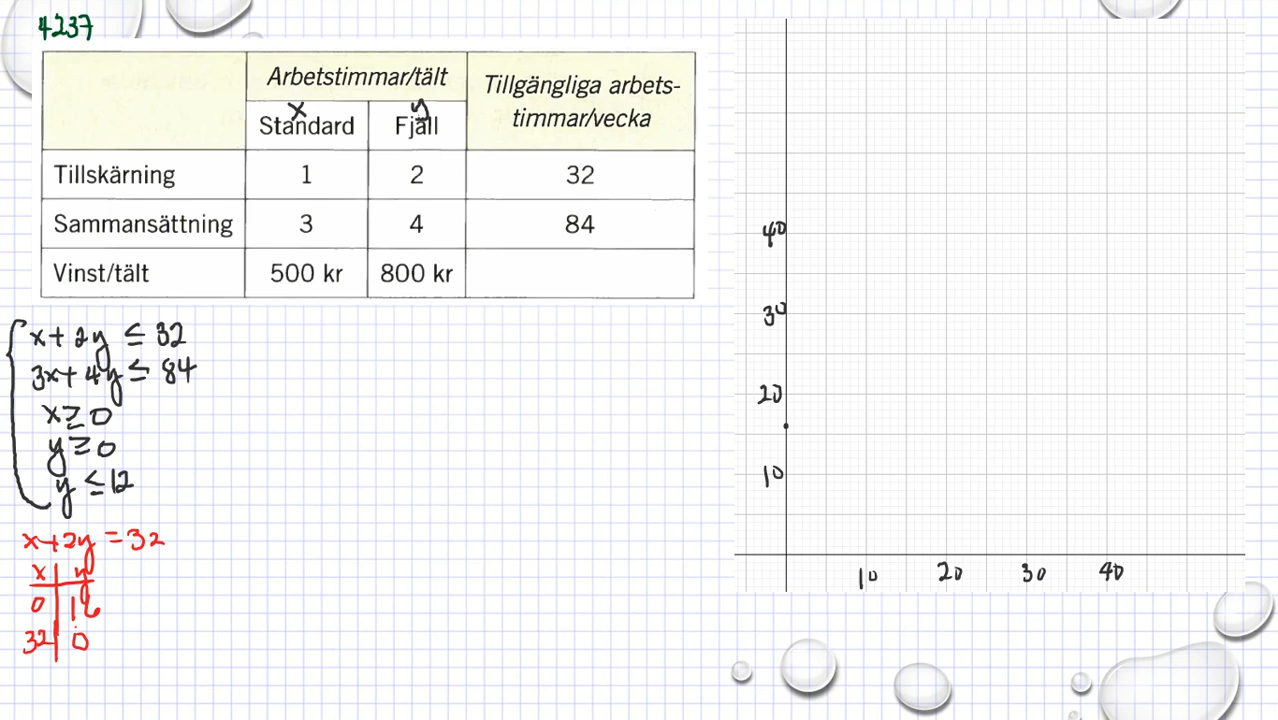 4237
Arbetstimmar/tält
Tillgängliga arbets-
timmar/vecka
x
y
Standard
Fjäll
Tillskärning 1 2 32
Sammansättning 3 4 84
Vinst/tält 500 kr 800 kr
x + 2y ≤ 32
3x + 4y ≤ 84
x ≥ 0
y ≥ 0
y ≤ 12
x + 2y = 32
x y
0 16
32 0
40
30
20
10
10 20 30 40